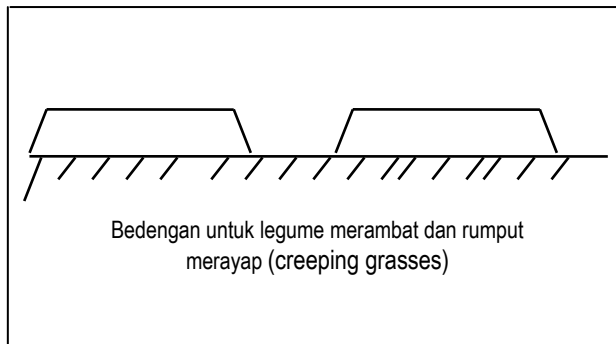 Bedengan untuk legume merambat dan rumput
merayap (creeping grasses)